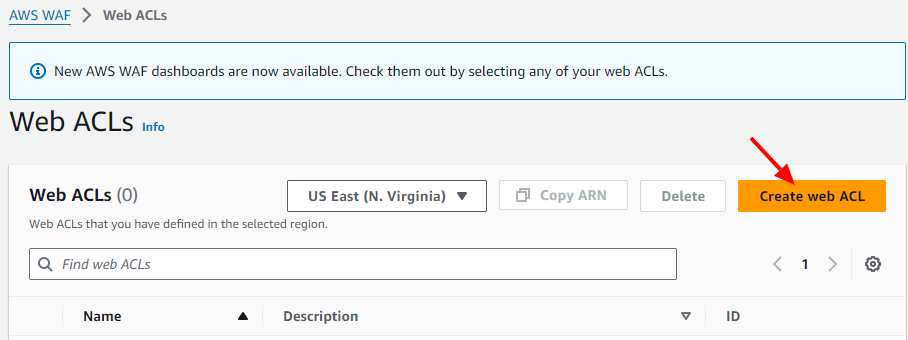 AWS WAF > Web ACLs
New AWS WAF dashboards are now available. Check them out by selecting any of your web ACLs.
Web ACLs Info
Web ACLs (0) US East (N. Virginia) Copy ARN Delete Create web ACL
Web ACLs that you have defined in the selected region.
Find web ACLs < 1 >
Name Description ID